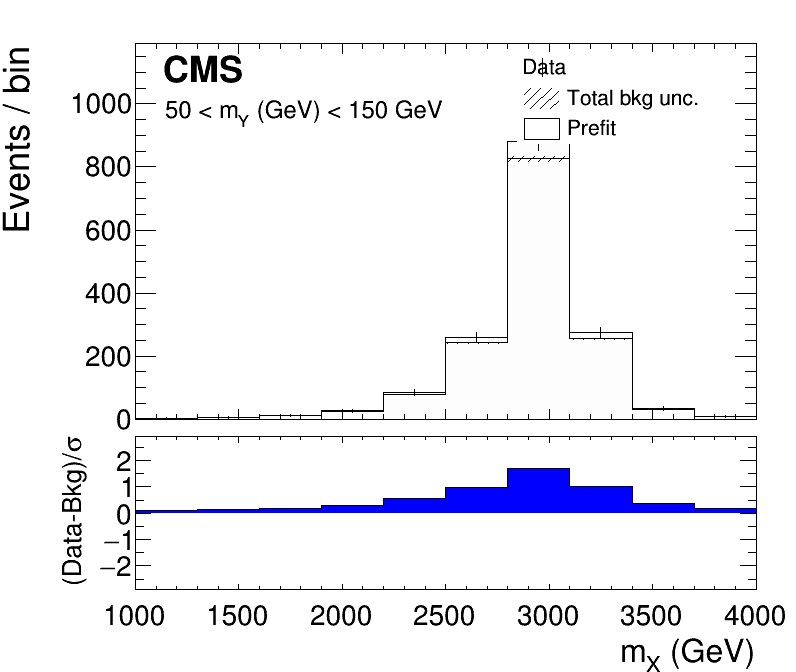 CMS
50 < mY (GeV) < 150 GeV
Data
Total bkg unc.
Prefit
Events / bin
1000
800
600
400
200
0
(Data-Bkg)/σ
2
1
0
−1
−2
1000 1500 2000 2500 3000 3500 4000
mX (GeV)